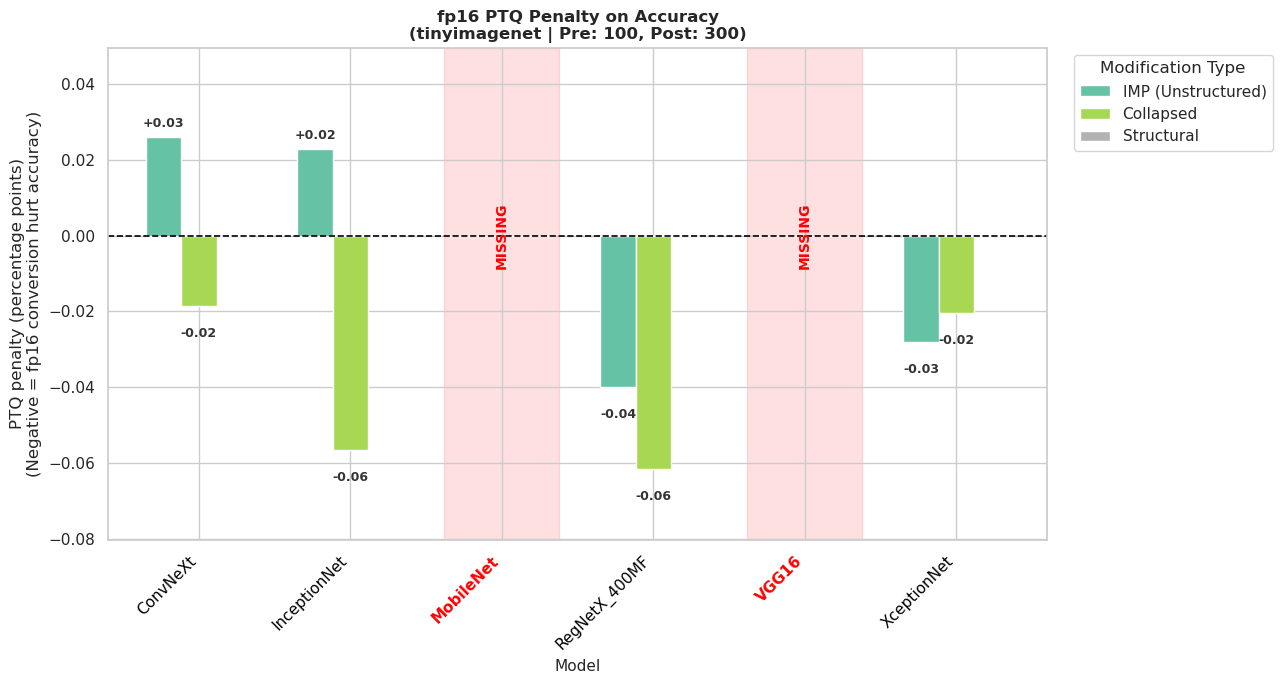 fp16 PTQ Penalty on Accuracy
(tinyimagenet | Pre: 100, Post: 300)
PTQ penalty (percentage points)
(Negative = fp16 conversion hurt accuracy)
0.04
0.02
0.00
−0.02
−0.04
−0.06
−0.08
+0.03
-0.02
+0.02
-0.06
MISSING
-0.04
-0.06
MISSING
-0.03
-0.02
ConvNeXt
InceptionNet
MobileNet
RegNetX_400MF
VGG16
XceptionNet
Model
Modification Type
IMP (Unstructured)
Collapsed
Structural